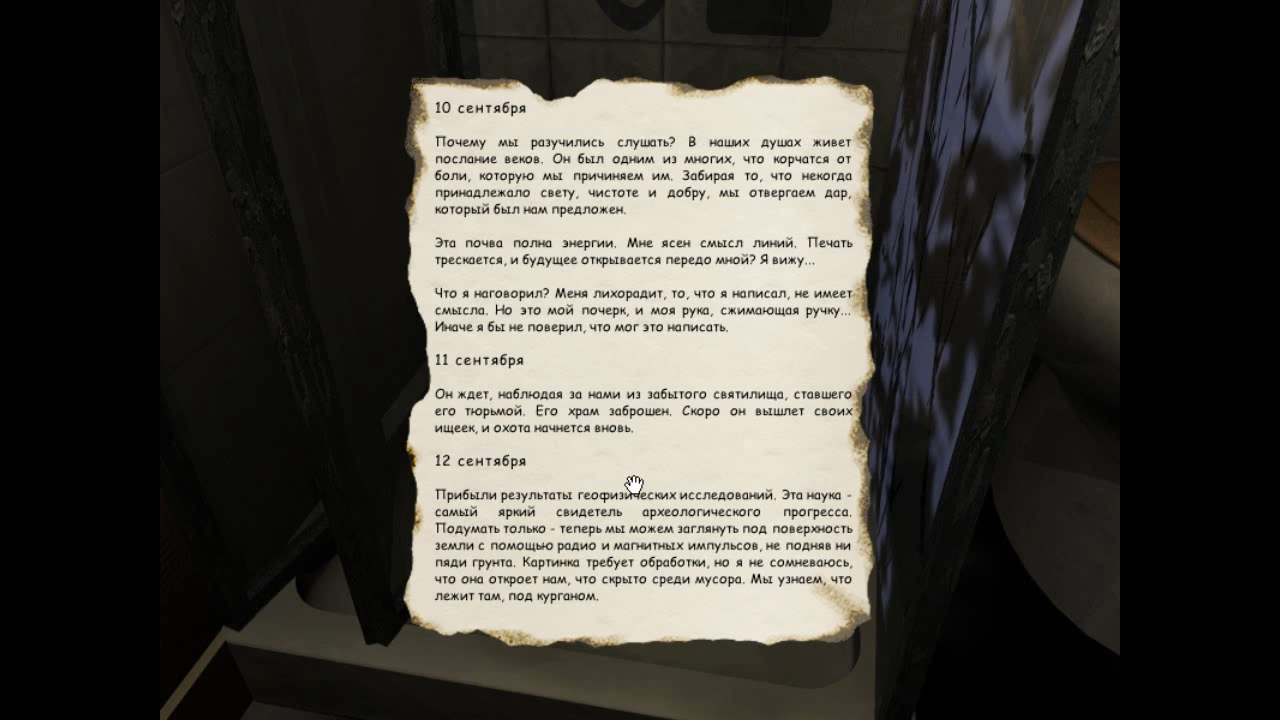 10 сентября
Почему мы разучились слушать? В наших душах живет
послание веков. Он был одним из многих, что корчатся от
боли, которую мы причиняем им. Забирая то, что некогда
принадлежало свету, чистоте и добру, мы отвергаем дар,
который был нам предложен.
Эта почва полна энергии. Мне ясен смысл линий. Печать
трескается, и будущее открывается передо мной? Я вижу...
Что я наговорил? Меня лихорадит, то, что я написал, не имеет
смысла. Но это мой почерк, и моя рука, сжимающая ручку...
Иначе я бы не поверил, что мог это написать.
11 сентября
Он ждет, наблюдая за нами из забытого святилища, ставшего
его тюрьмой. Его храм заброшен. Скоро он вышлет своих
ищеек, и охота начнется вновь.
12 сентября
Прибыли результаты геофизических исследований. Эта наука -
самый яркий свидетель археологического прогресса.
Подумать только - теперь мы можем заглянуть под поверхность
земли с помощью радио и магнитных импульсов, не подняв ни
пяди грунта. Картинка требует обработки, но я не сомневаюсь,
что она откроет нам, что скрыто среди мусора. Мы узнаем, что
лежит там, под курганом.